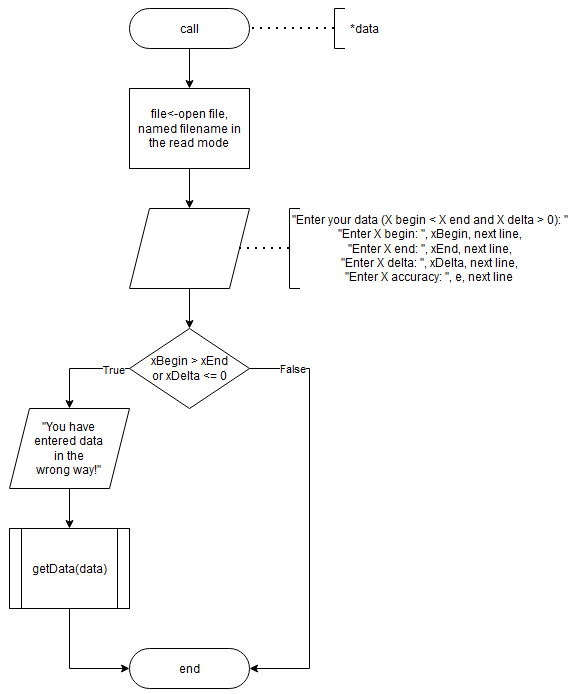 call
*data
file<-open file,
named filename in
the read mode
"Enter your data (X begin < X end and X delta > 0): "
"Enter X begin: ", xBegin, next line,
"Enter X end: ", xEnd, next line,
"Enter X delta: ", xDelta, next line,
"Enter X accuracy: ", e, next line
xBegin > xEnd
or xDelta <= 0
True
False
"You have
entered data
in the
wrong way!"
getData(data)
end